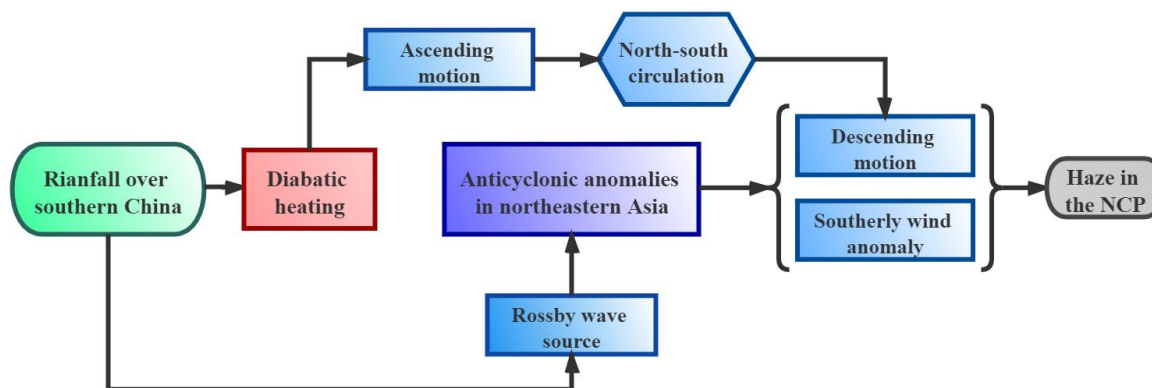 Ascending
motion
North-south
circulation
Rianfall over
southern China
Diabatic
heating
Anticyclonic anomalies
in northeastern Asia
Descending
motion
Southerly wind
anomaly
Haze in
the NCP
Rossby wave
source